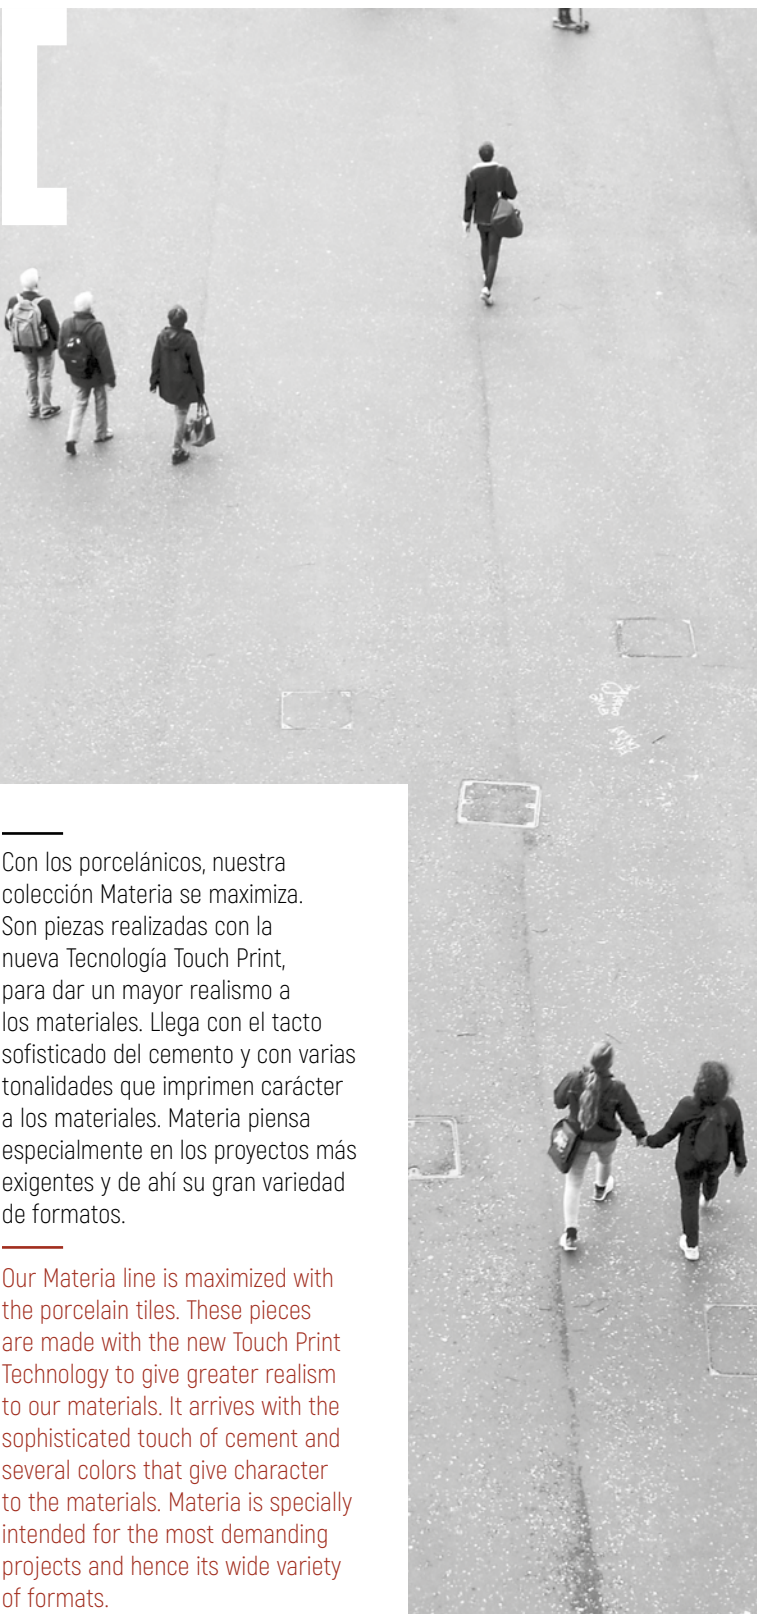 Con los porcelánicos, nuestra
colección Materia se maximiza.
Son piezas realizadas con la
nueva Tecnología Touch Print,
para dar un mayor realismo a
los materiales. Llega con el tacto
sofisticado del cemento y con varias
tonalidades que imprimen carácter
a los materiales. Materia piensa
especialmente en los proyectos más
exigentes y de ahí su gran variedad
de formatos.
Our Materia line is maximized with
the porcelain tiles. These pieces
are made with the new Touch Print
Technology to give greater realism
to our materials. It arrives with the
sophisticated touch of cement and
several colors that give character
to the materials. Materia is specially
intended for the most demanding
projects and hence its wide variety
of formats.